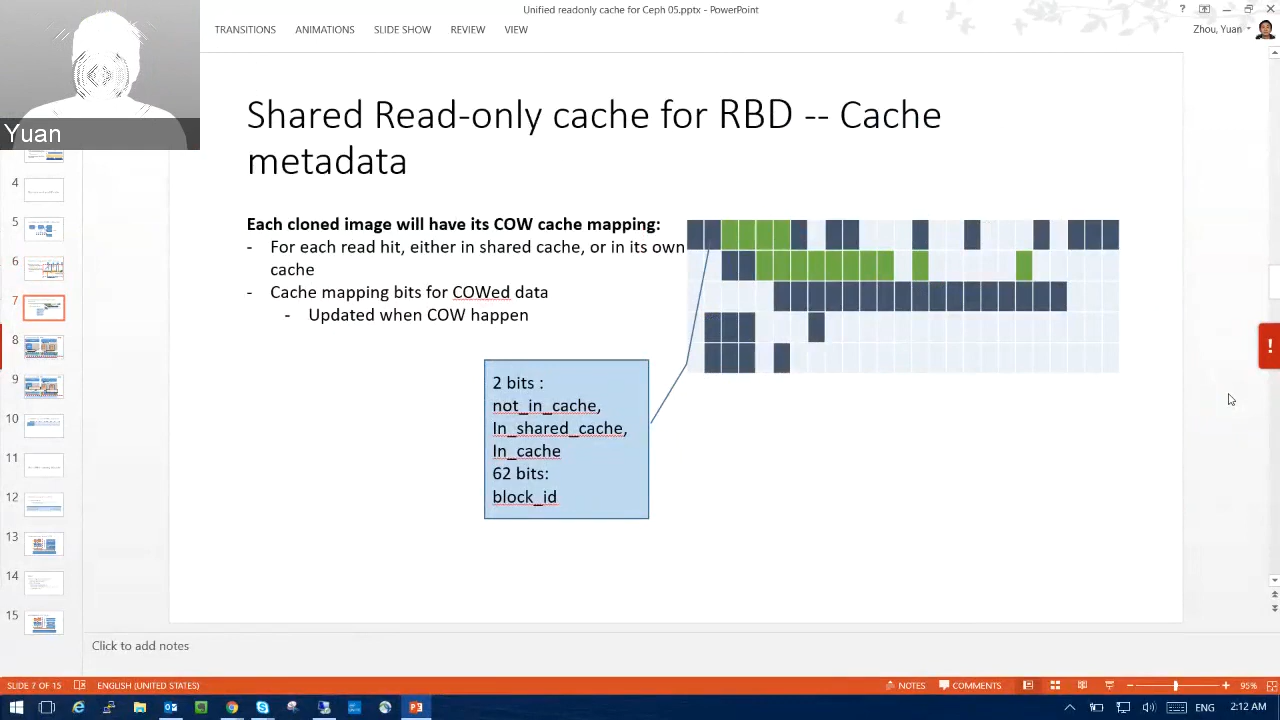 Unified readonly cache for Ceph 05.pptx - PowerPoint
?
TRANSITIONS ANIMATIONS SLIDE SHOW REVIEW VIEW
Zhou, Yuan
Yuan
Shared Read-only cache for RBD -- Cache
metadata
Each cloned image will have its COW cache mapping:
- For each read hit, either in shared cache, or in its own
cache
- Cache mapping bits for COWed data
- Updated when COW happen
2 bits :
not_in_cache,
In_shared_cache,
In_cache
62 bits:
block_id
!
4
5
6
7
8
9
10
11
12
13
14
15
Click to add notes
SLIDE 7 OF 15 ENGLISH (UNITED STATES) NOTES COMMENTS 95%
ENG 2:12 AM